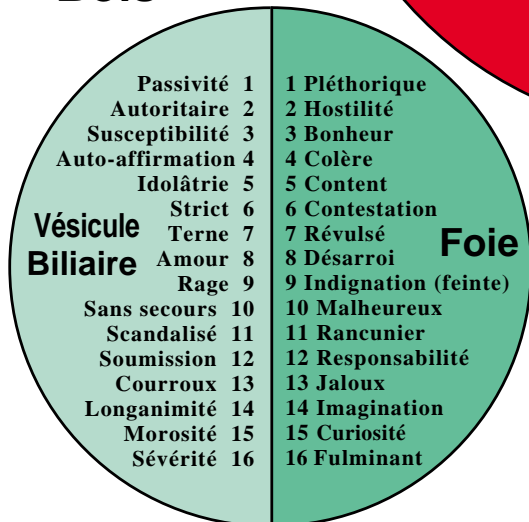 Passivité 1
Autoritaire 2
Susceptibilité 3
Auto-affirmation 4
Idolâtrie 5
Strict 6
Terne 7
Amour 8
Rage 9
Sans secours 10
Scandalisé 11
Soumission 12
Courroux 13
Longanimité 14
Morosité 15
Sévérité 16
Vésicule
Biliaire
1 Pléthorique
2 Hostilité
3 Bonheur
4 Colère
5 Content
6 Contestation
7 Révulsé
8 Désarroi
9 Indignation (feinte)
10 Malheureux
11 Rancunier
12 Responsabilité
13 Jaloux
14 Imagination
15 Curiosité
16 Fulminant
Foie